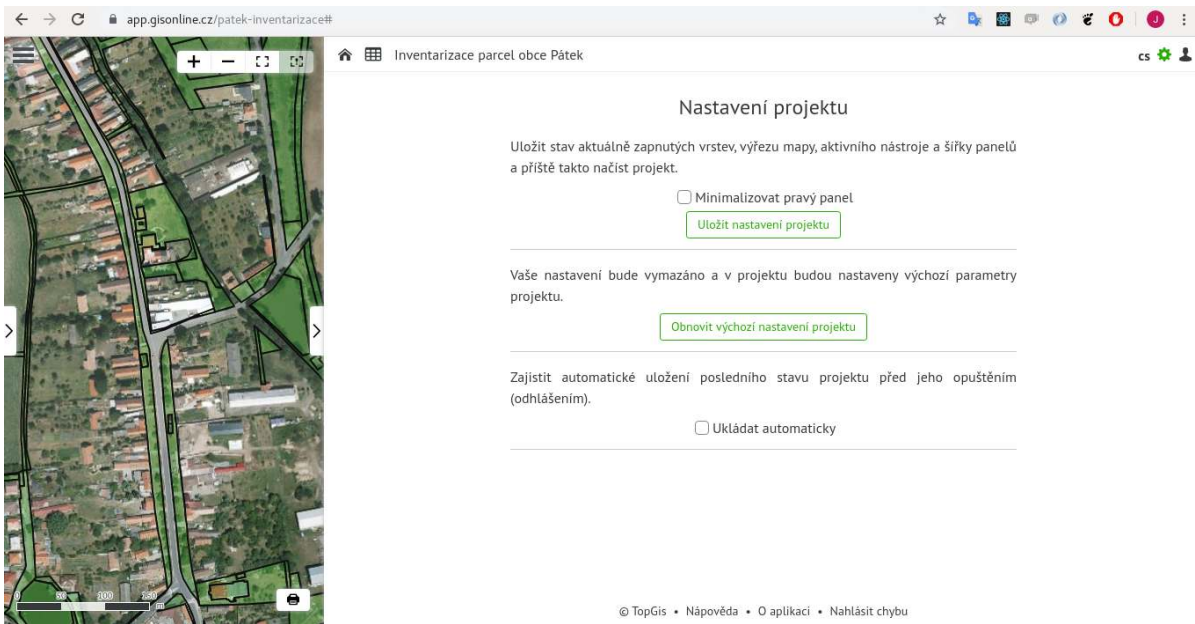 app.gisonline.cz/patek-inventarizace#
J
Inventarizace parcel obce Pátek
cs
Nastavení projektu
Uložit stav aktuálně zapnutých vrstev, výřezu mapy, aktivního nástroje a šířky panelů
a příště takto načíst projekt.
Minimalizovat pravý panel
Uložit nastavení projektu
Vaše nastavení bude vymazáno a v projektu budou nastaveny výchozí parametry
projektu.
Obnovit výchozí nastavení projektu
Zajistit automatické uložení posledního stavu projektu před jeho opuštěním
(odhlášením).
Ukládat automaticky
0 50 100 150
m
© TopGis • Nápověda • O aplikaci • Nahlásit chybu